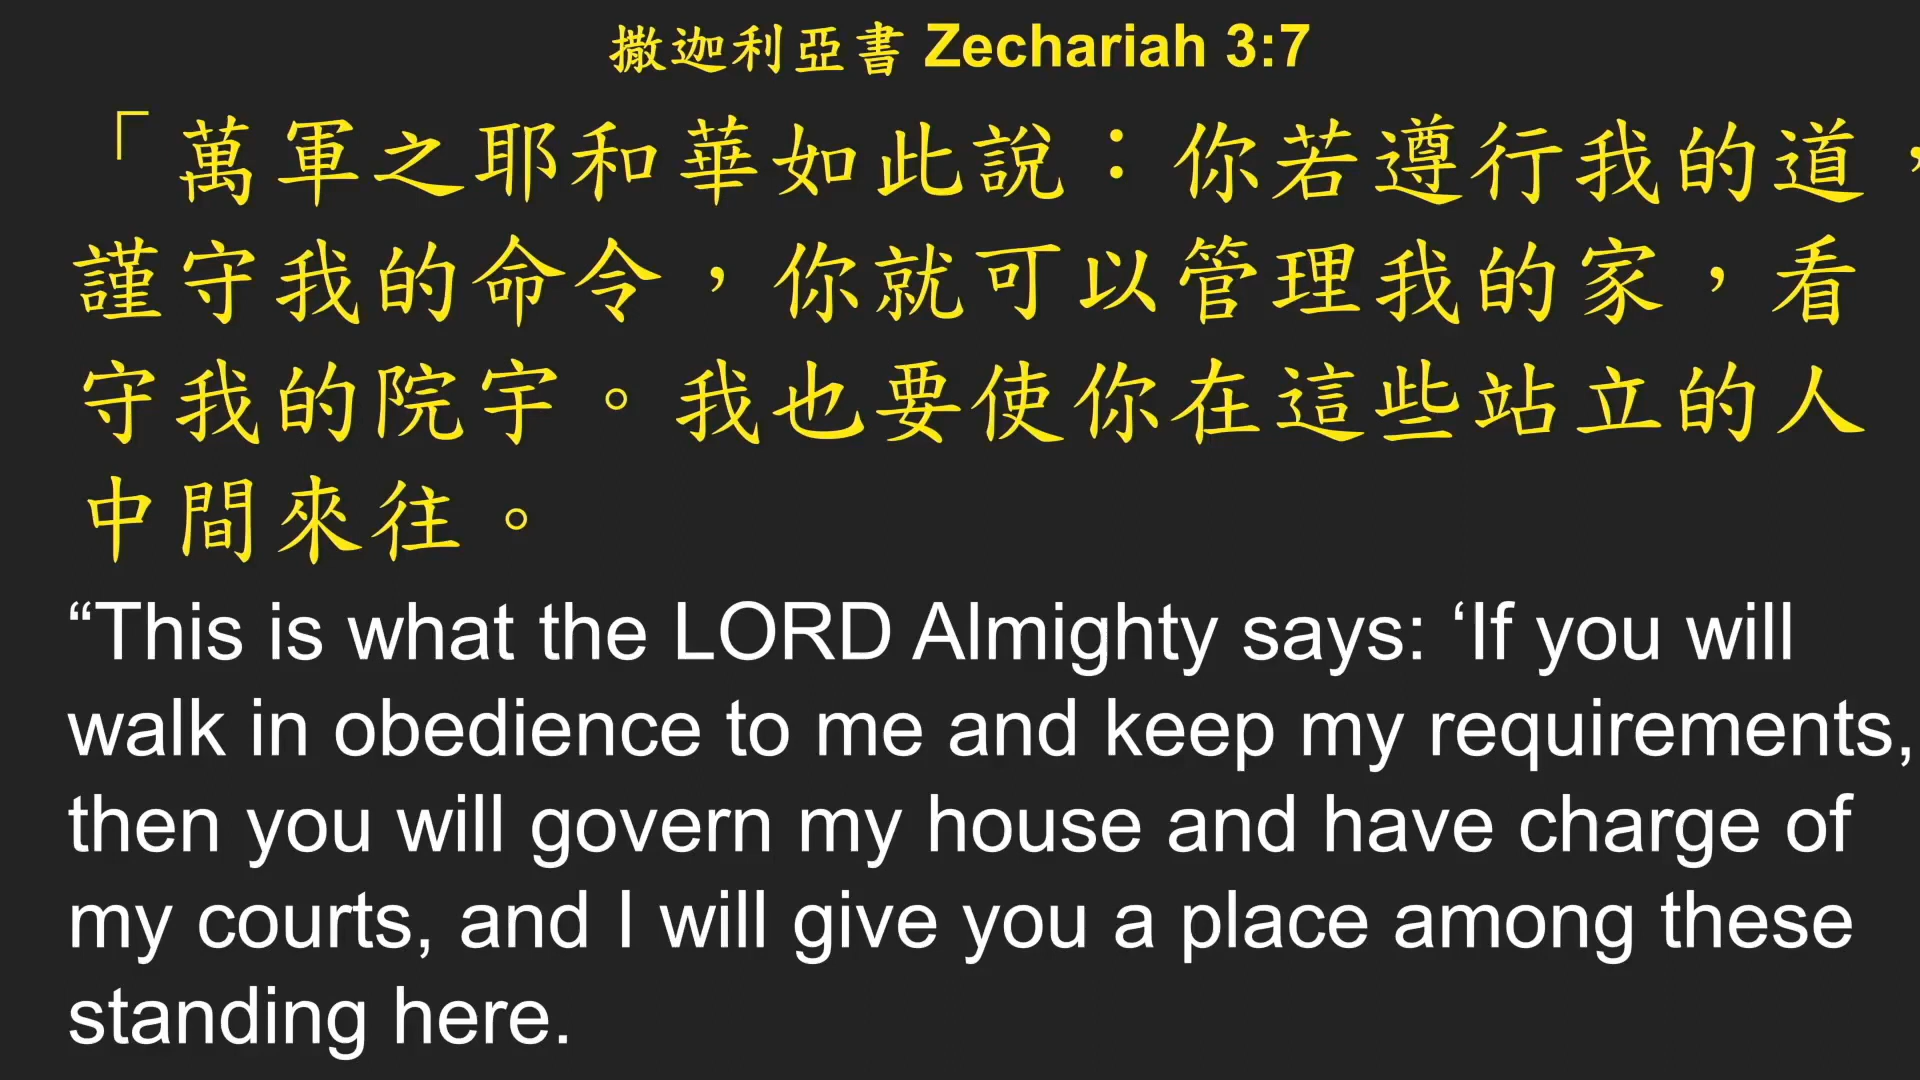 撒迦利亞書 Zechariah 3:7
「萬軍之耶和華如此說：你若遵行我的道，
謹守我的命令，你就可以管理我的家，看
守我的院宇。我也要使你在這些站立的人
中間來往。
“This is what the LORD Almighty says: ‘If you will
walk in obedience to me and keep my requirements,
then you will govern my house and have charge of
my courts, and I will give you a place among these
standing here.